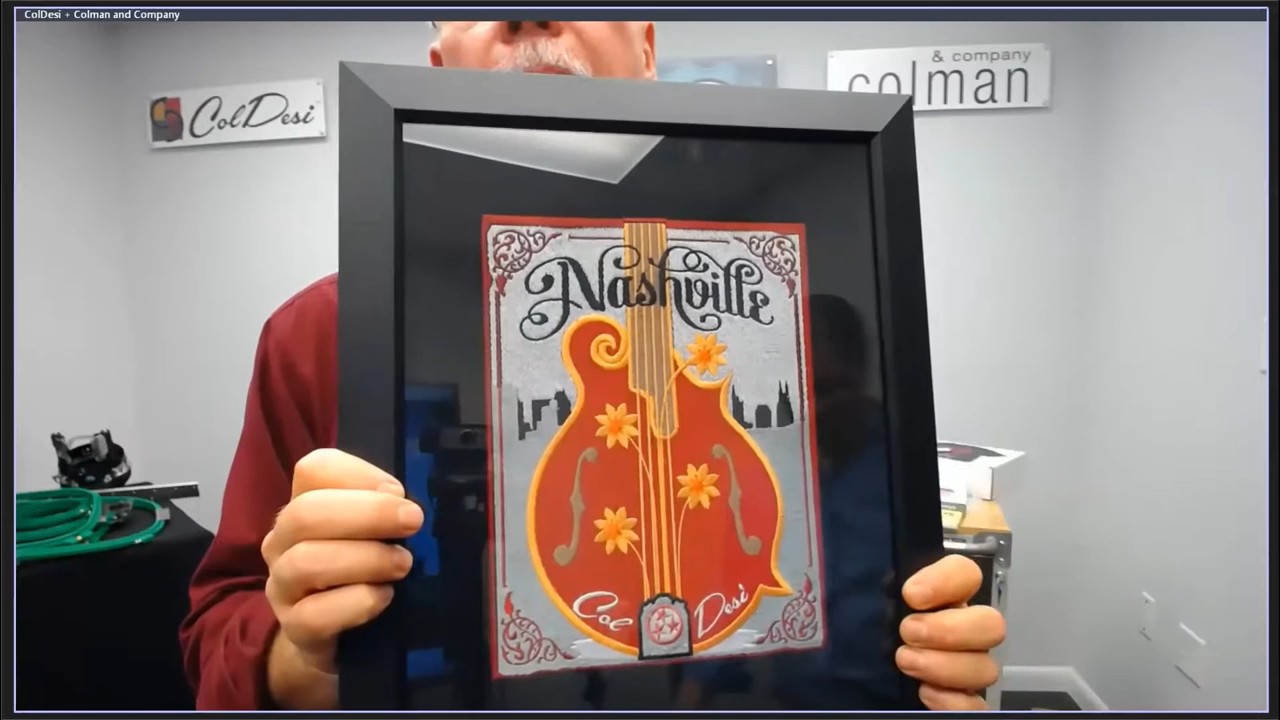 ColDesi + Colman and Company
ColDesi
& company
colman
Nashville
Col Desi